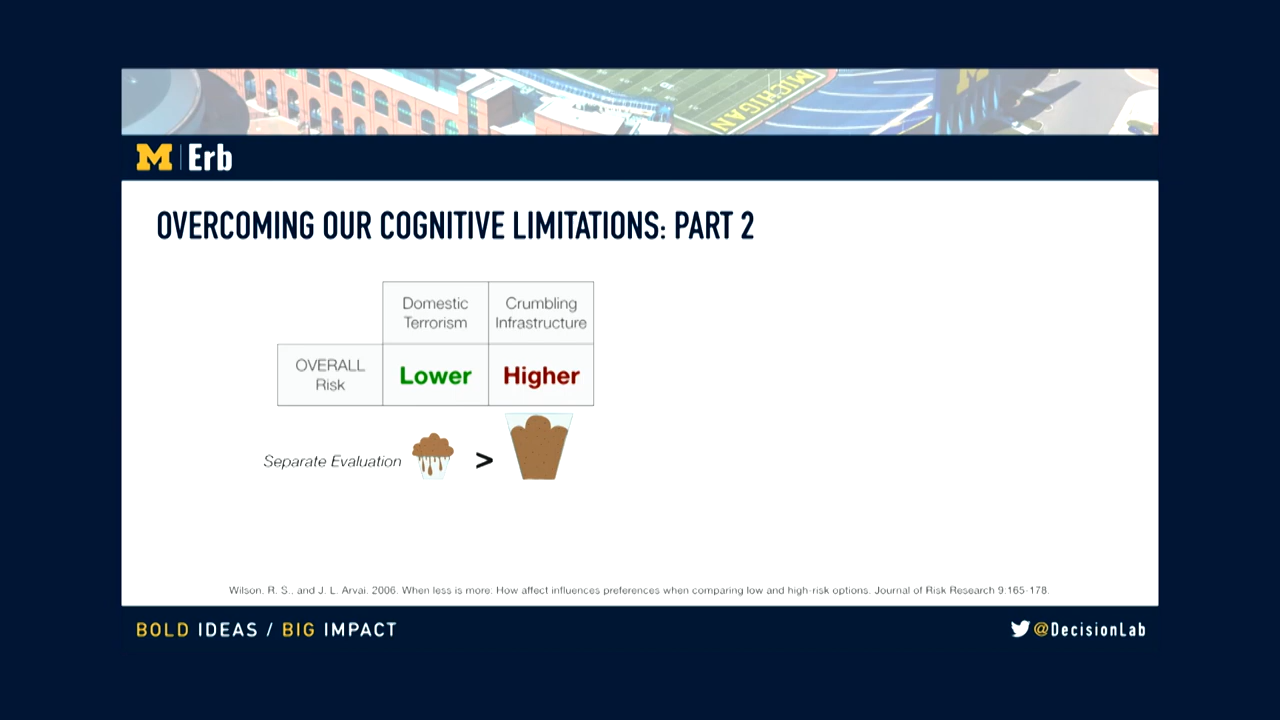 MICHIGAN
M
M | Erb
OVERCOMING OUR COGNITIVE LIMITATIONS: PART 2
Domestic
Terrorism
Crumbling
Infrastructure
OVERALL
Risk
Lower
Higher
Separate Evaluation
>
Wilson, R. S., and J. L. Arvai. 2006. When less is more: How affect influences preferences when comparing low and high-risk options. Journal of Risk Research 9:165-178.
BOLD IDEAS / BIG IMPACT
@DecisionLab